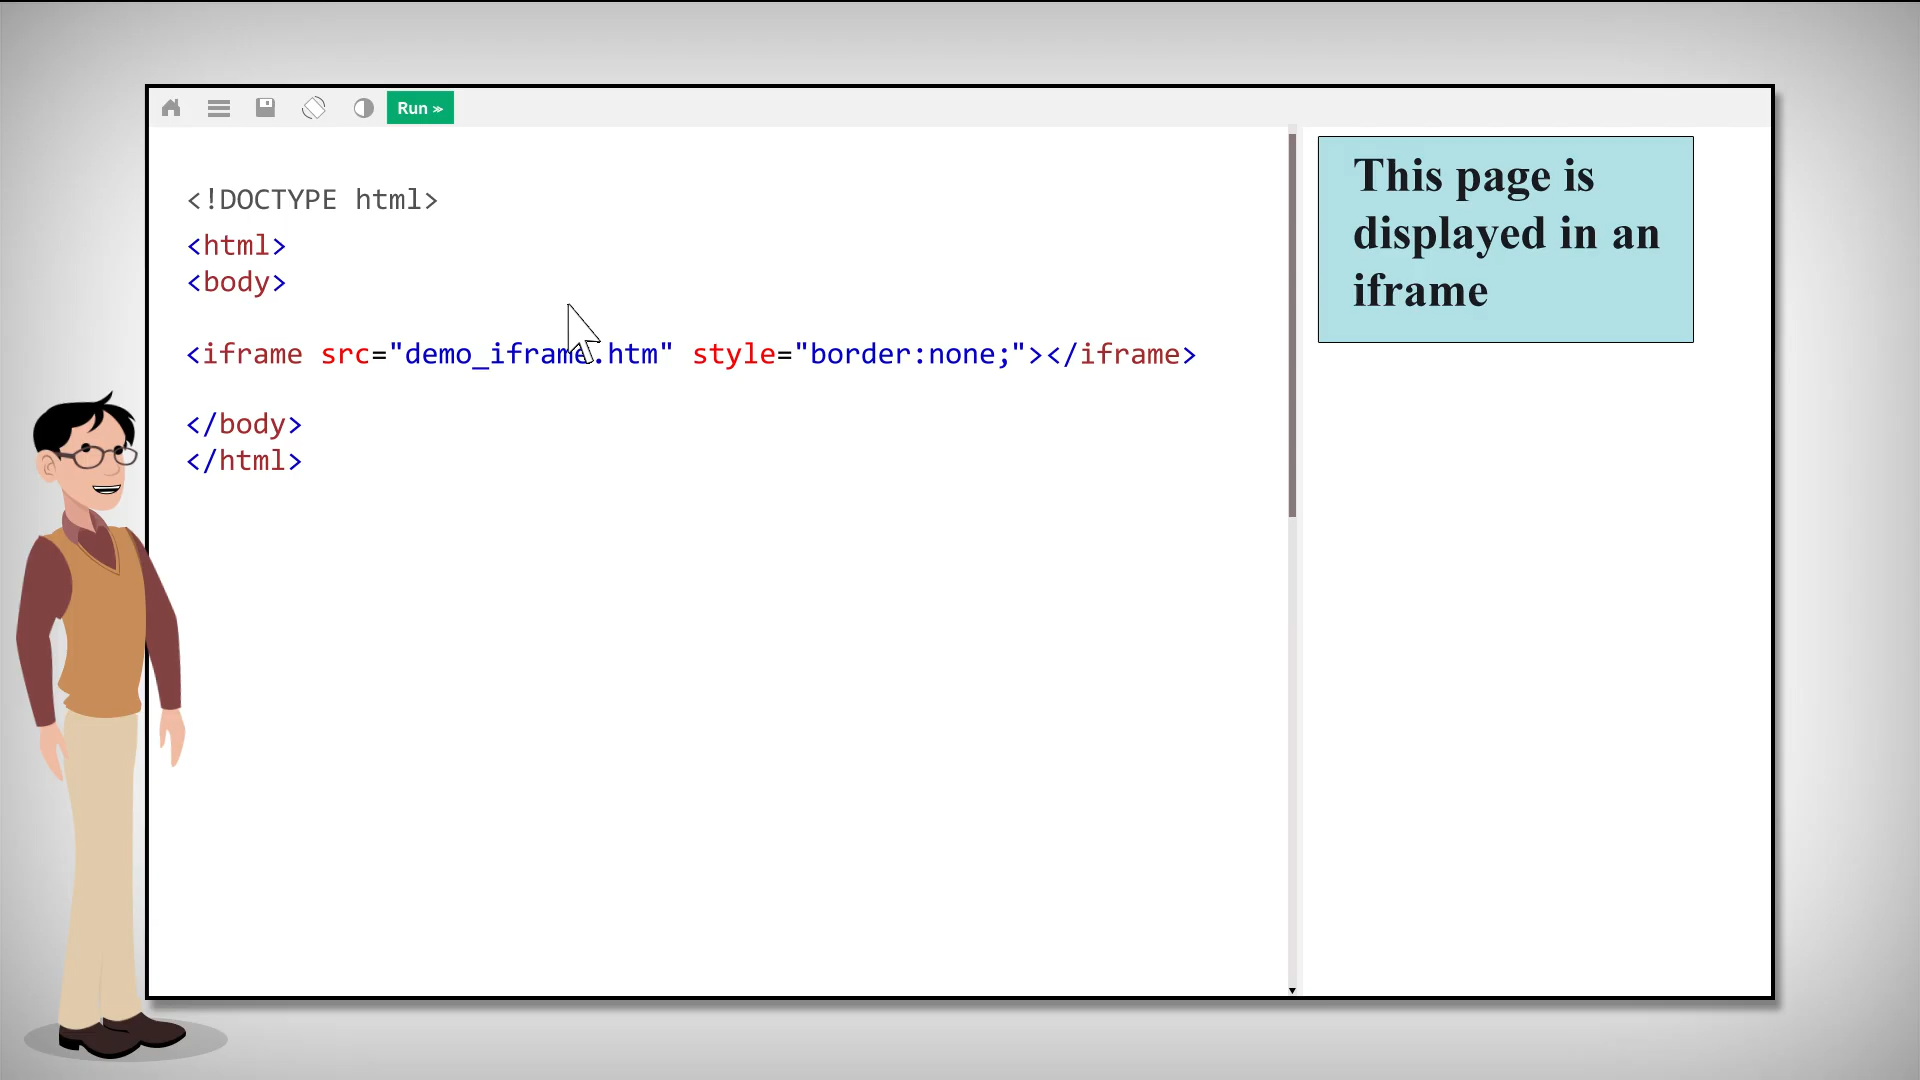 Run »
<!DOCTYPE html>
<html>
<body>
<iframe src="demo_iframe.htm" style="border:none;"></iframe>
</body>
</html>
This page is
displayed in an
iframe